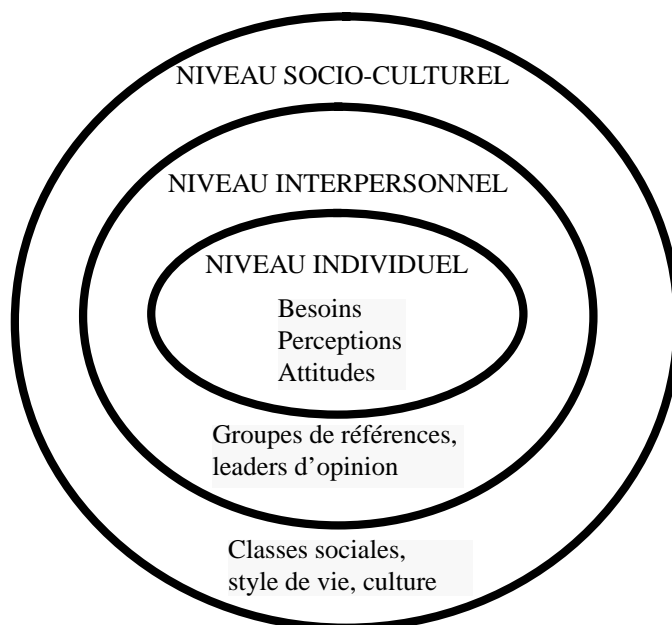 NIVEAU SOCIO-CULTUREL
NIVEAU INTERPERSONNEL
NIVEAU INDIVIDUEL
Besoins
Perceptions
Attitudes
Groupes de références,
leaders d’opinion
Classes sociales,
style de vie, culture